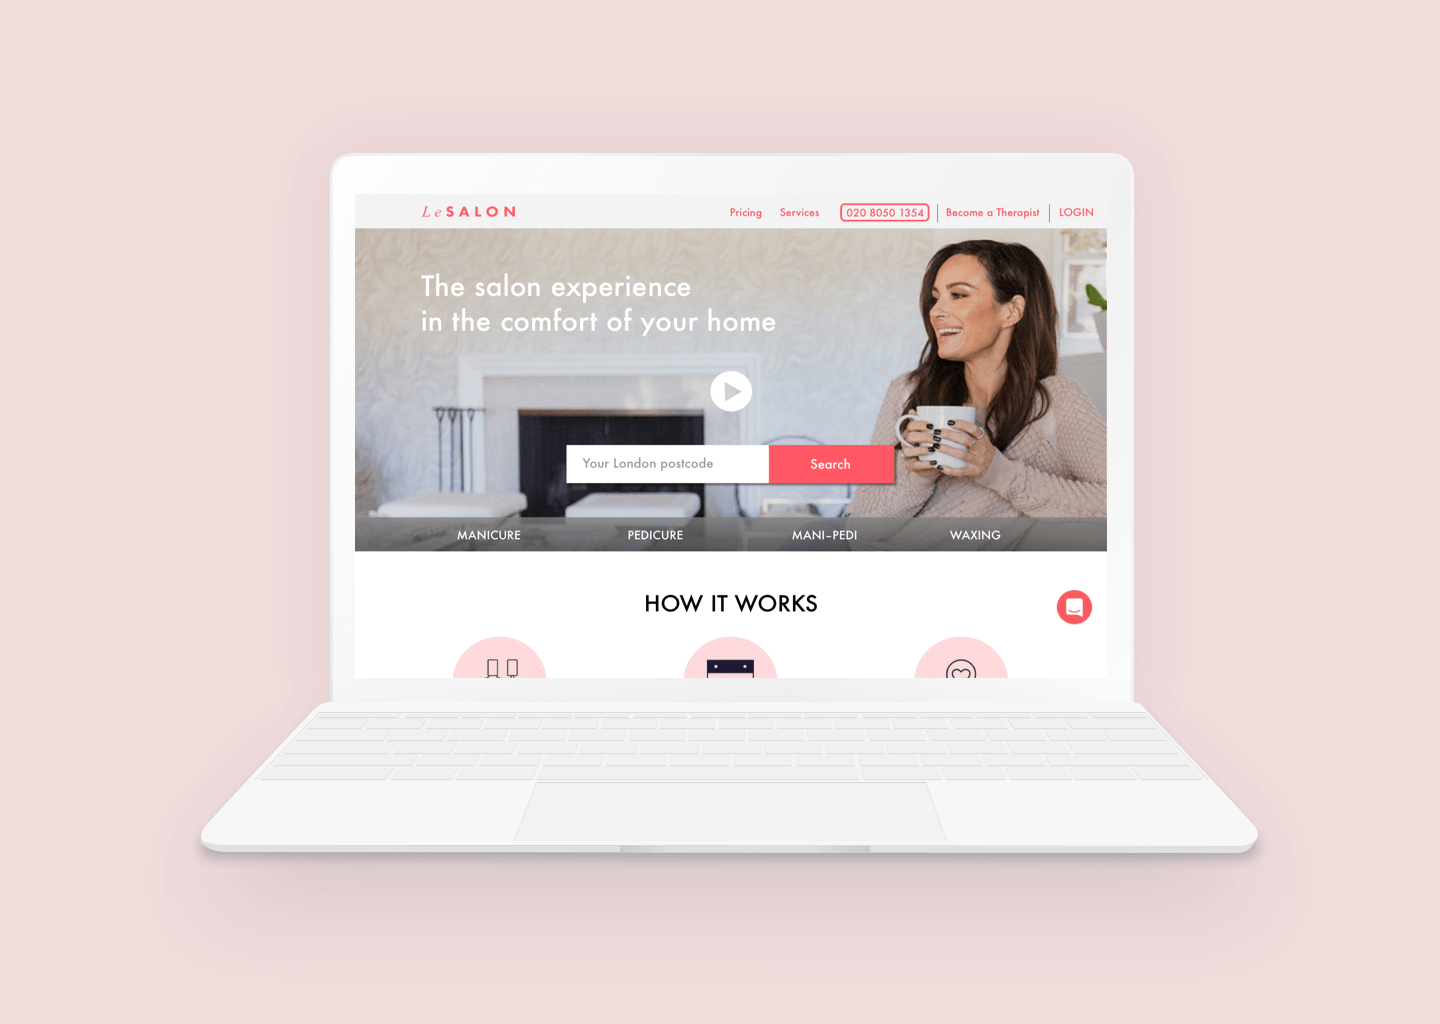 Le SALON
Pricing
Services
020 8050 1354
Become a Therapist
LOGIN
The salon experience
in the comfort of your home
Your London postcode
Search
MANICURE
PEDICURE
MANI-PEDI
WAXING
HOW IT WORKS